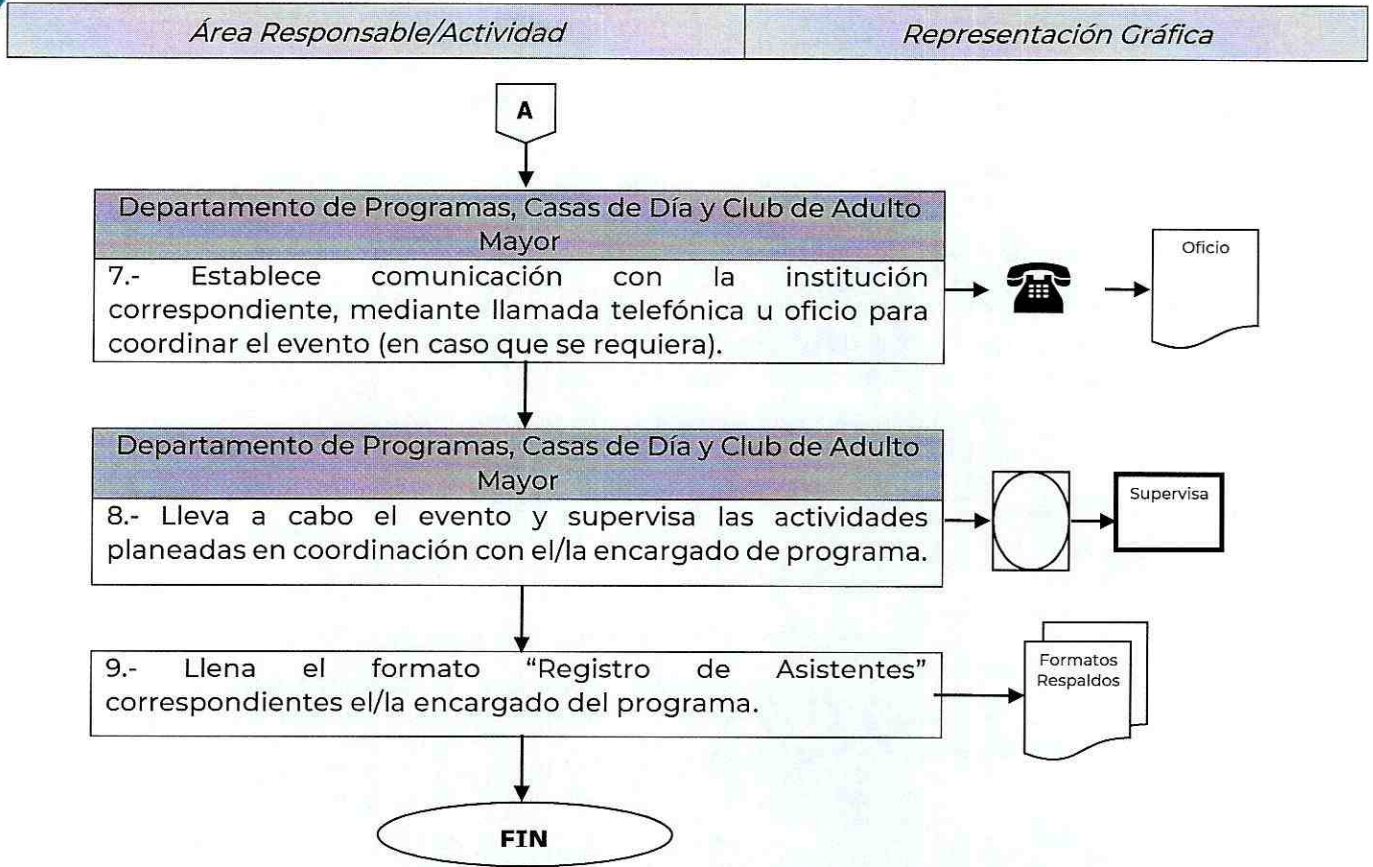 Área Responsable/Actividad
Representación Gráfica
A
Departamento de Programas, Casas de Día y Club de Adulto
Mayor
7.- Establece comunicación con la institución
correspondiente, mediante llamada telefónica u oficio para
coordinar el evento (en caso que se requiera).
Oficio
Departamento de Programas, Casas de Día y Club de Adulto
Mayor
8.- Lleva a cabo el evento y supervisa las actividades
planeadas en coordinación con el/la encargado de programa.
Supervisa
9.- Llena el formato “Registro de Asistentes”
correspondientes el/la encargado del programa.
Formatos
Respaldos
FIN